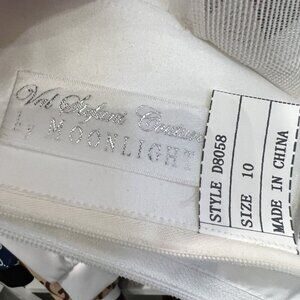 Val Stefani Couture
by MOONLIGHT
STYLE D8058
SIZE 10
MADE IN CHINA